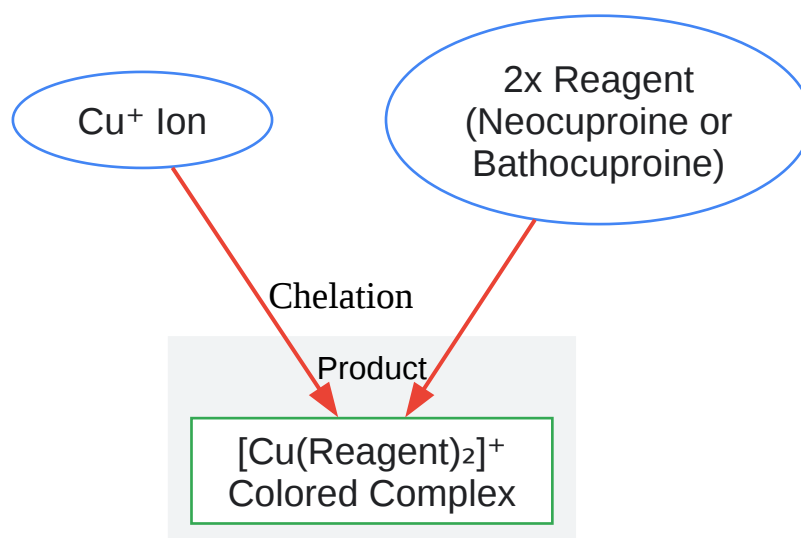 2x Reagent
(Neocuproine or
Bathocuproine)
Cu⁺ Ion
Chelation
Product
[Cu(Reagent)₂]⁺
Colored Complex